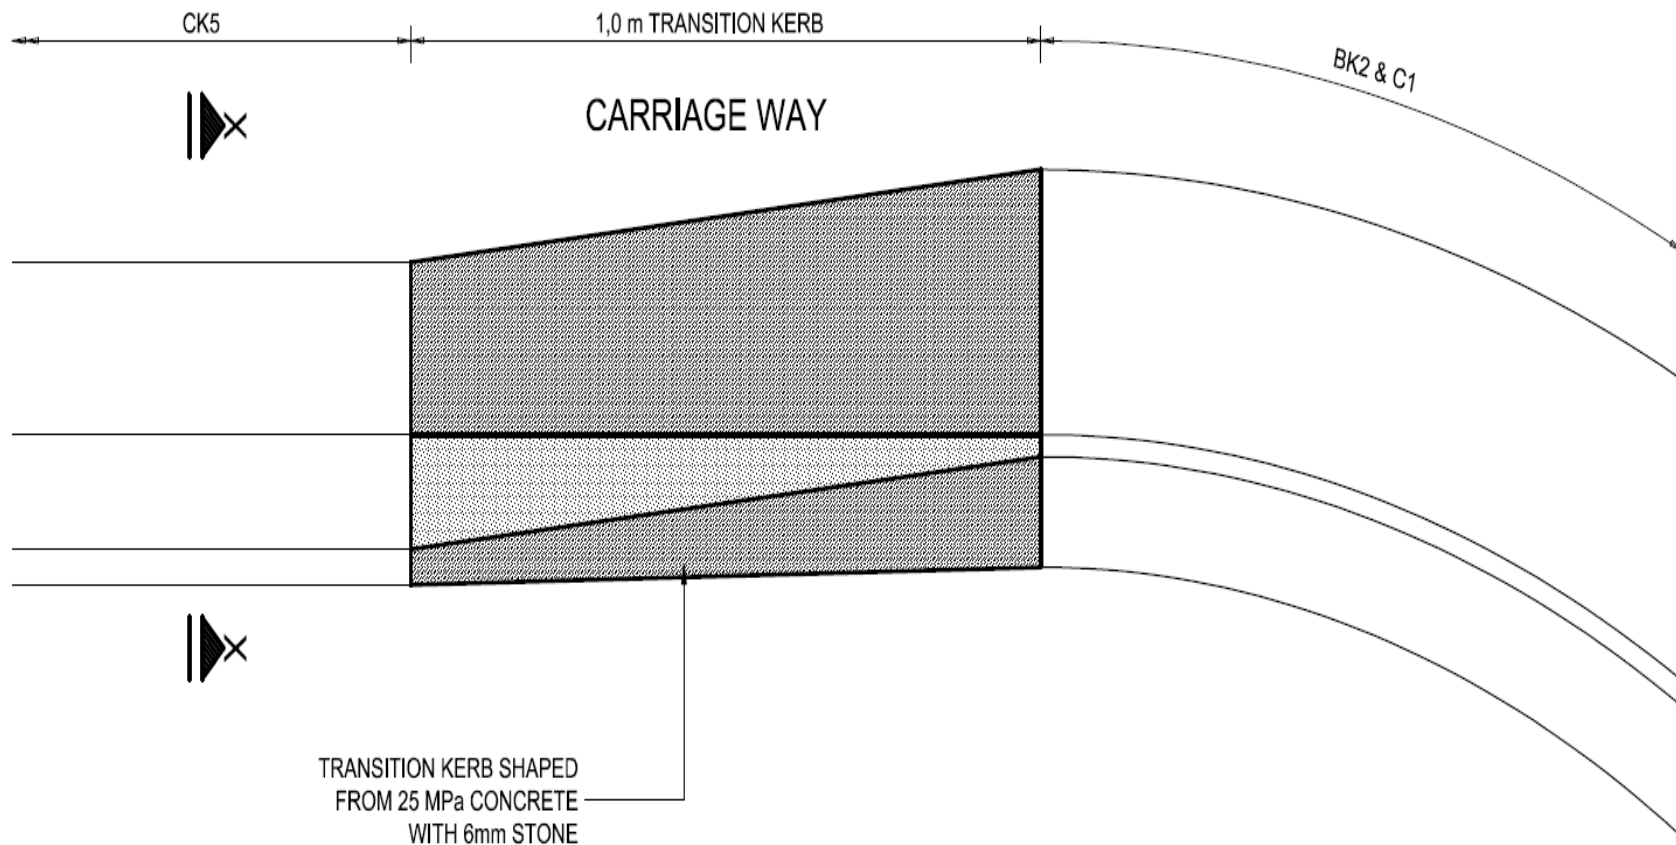 CK5
1,0 m TRANSITION KERB
BK2 & C1
X
CARRIAGE WAY
X
TRANSITION KERB SHAPED
FROM 25 MPa CONCRETE
WITH 6mm STONE